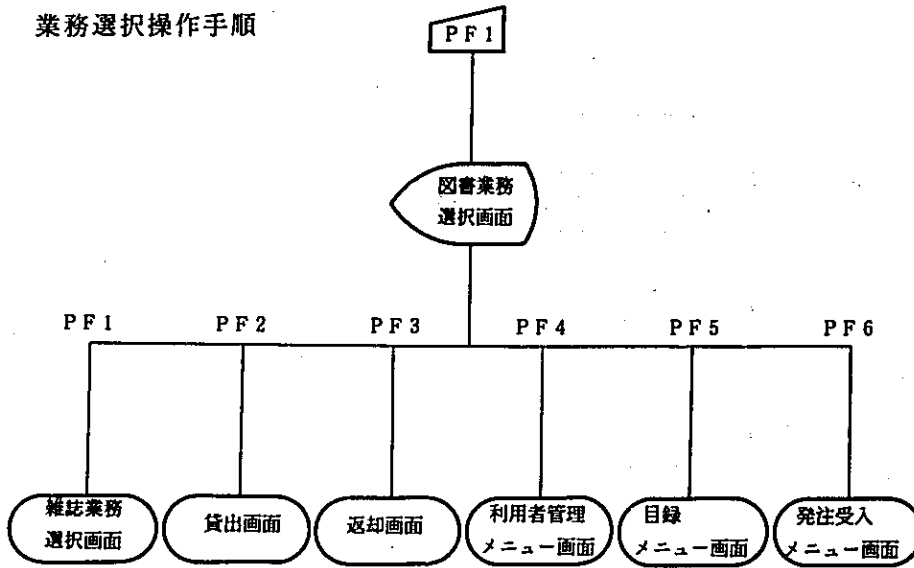 業務選択操作手順
PF1
図書業務
選択画面
PF1 PF2 PF3 PF4 PF5 PF6
雑誌業務
選択画面
貸出画面
返却画面
利用者管理
メニュー画面
目録
メニュー画面
発注受入
メニュー画面